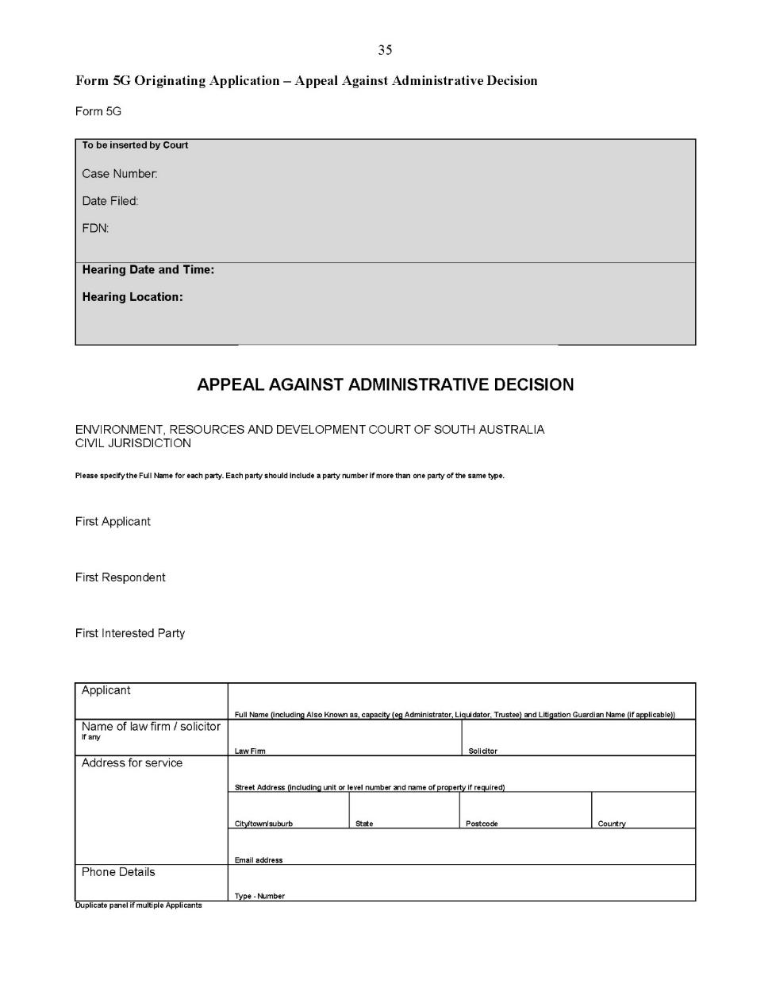 35
Form 5G Originating Application – Appeal Against Administrative Decision
Form 5G
To be inserted by Court
Case Number:
Date Filed:
FDN:
Hearing Date and Time:
Hearing Location:
APPEAL AGAINST ADMINISTRATIVE DECISION
ENVIRONMENT, RESOURCES AND DEVELOPMENT COURT OF SOUTH AUSTRALIA
CIVIL JURISDICTION
Please specify the Full Name for each party. Each party should include a party number if more than one party of the same type.
First Applicant
First Respondent
First Interested Party
Applicant
Full Name (including Also Known as, capacity (eg Administrator, Liquidator, Trustee) and Litigation Guardian Name (if applicable))
Name of law firm / solicitor
If any
Law Firm
Solicitor
Address for service
Street Address (including unit or level number and name of property if required)
City/town/suburb
State
Postcode
Country
Email address
Phone Details
Type - Number
Duplicate panel if multiple Applicants